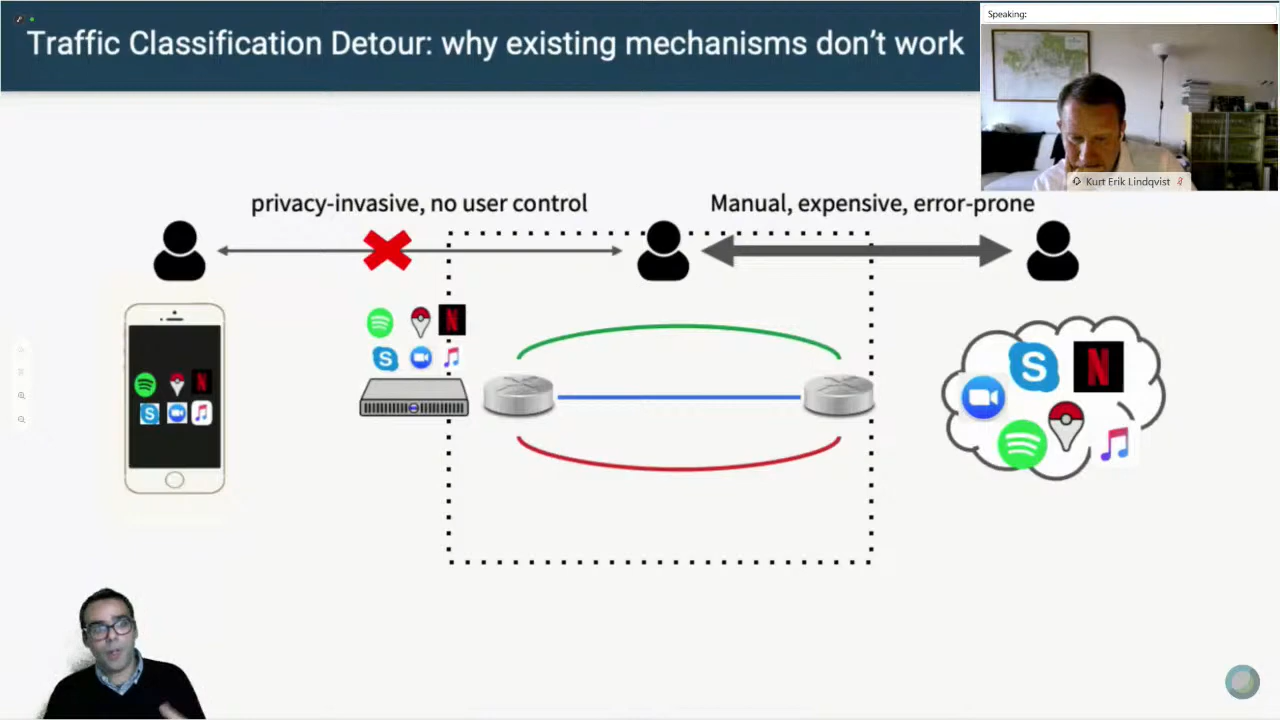 Traffic Classification Detour: why existing mechanisms don't work
Speaking:
Kurt Erik Lindqvist
privacy-invasive, no user control
Manual, expensive, error-prone